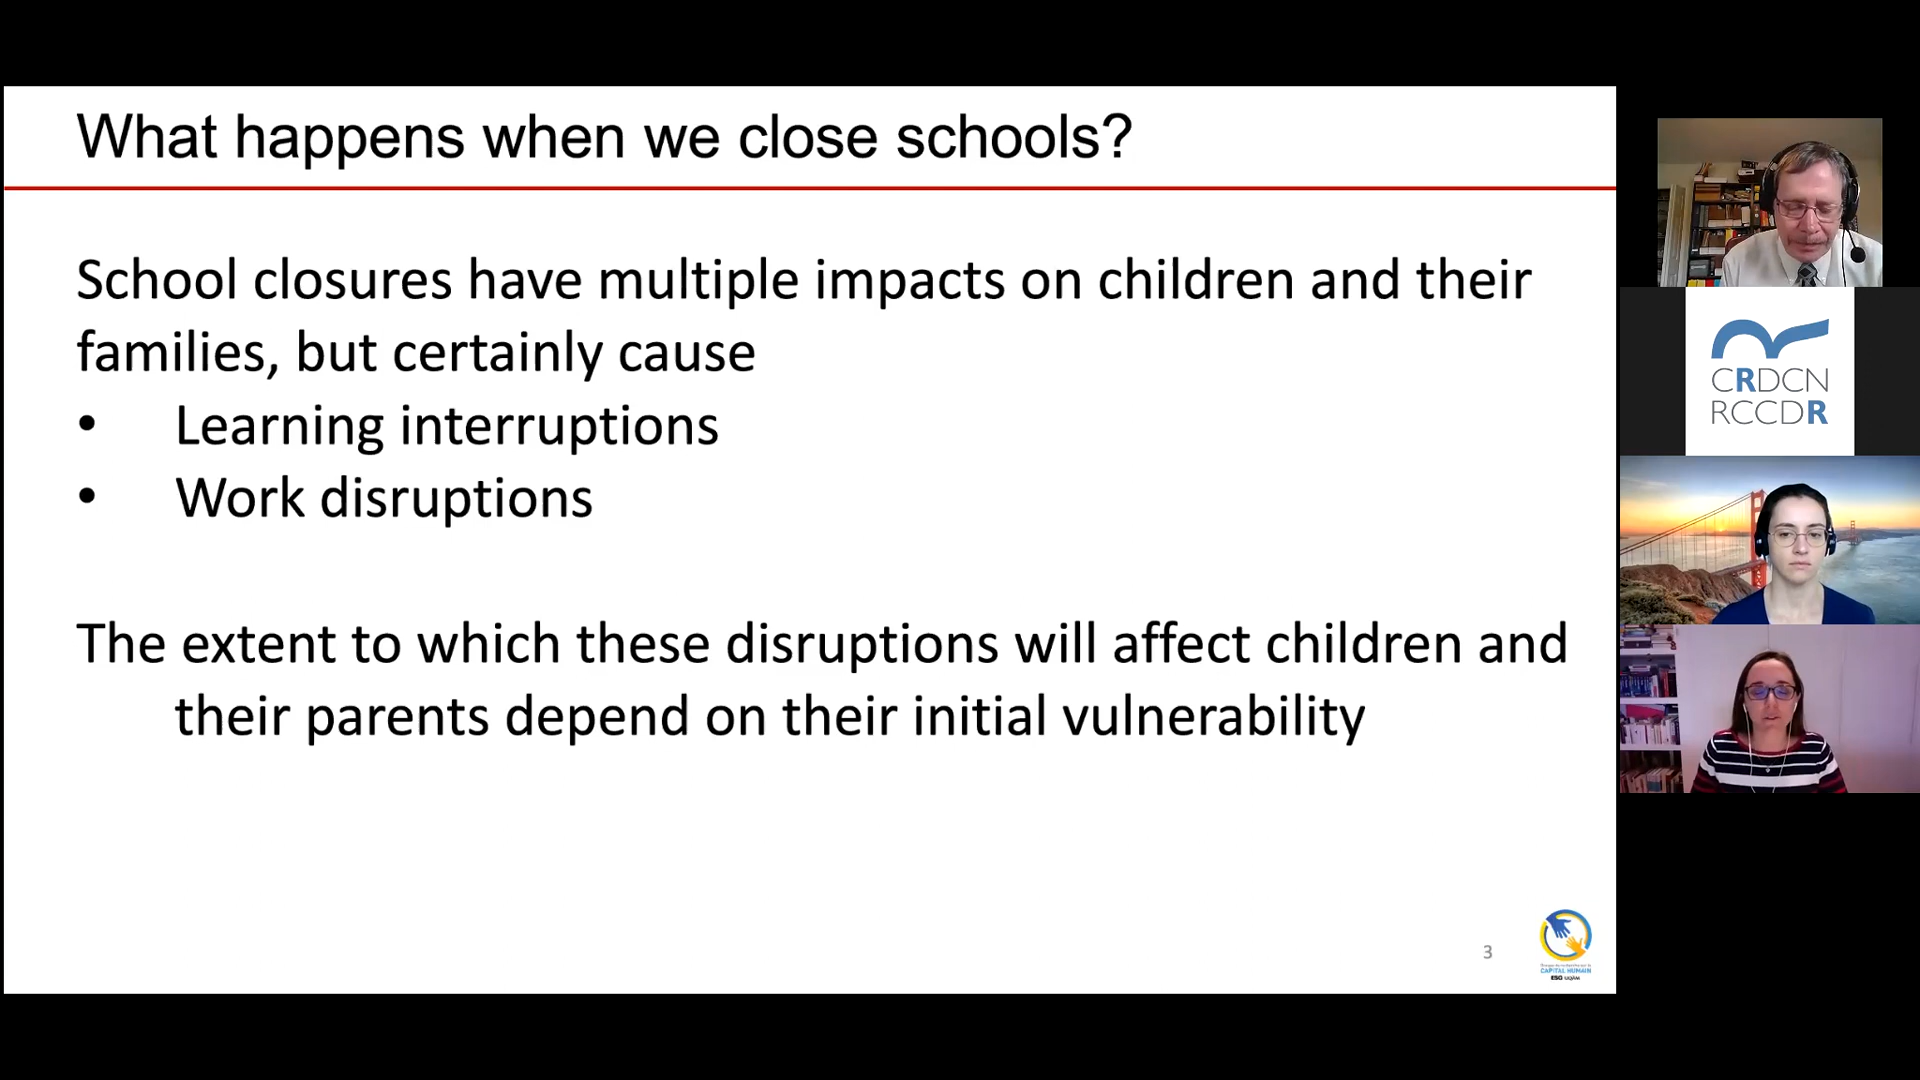 What happens when we close schools?
School closures have multiple impacts on children and their
families, but certainly cause
• Learning interruptions
• Work disruptions
The extent to which these disruptions will affect children and
their parents depend on their initial vulnerability
3
CAPITAL HUMAIN
ESG UQÀM
CRDCN
RCCDR